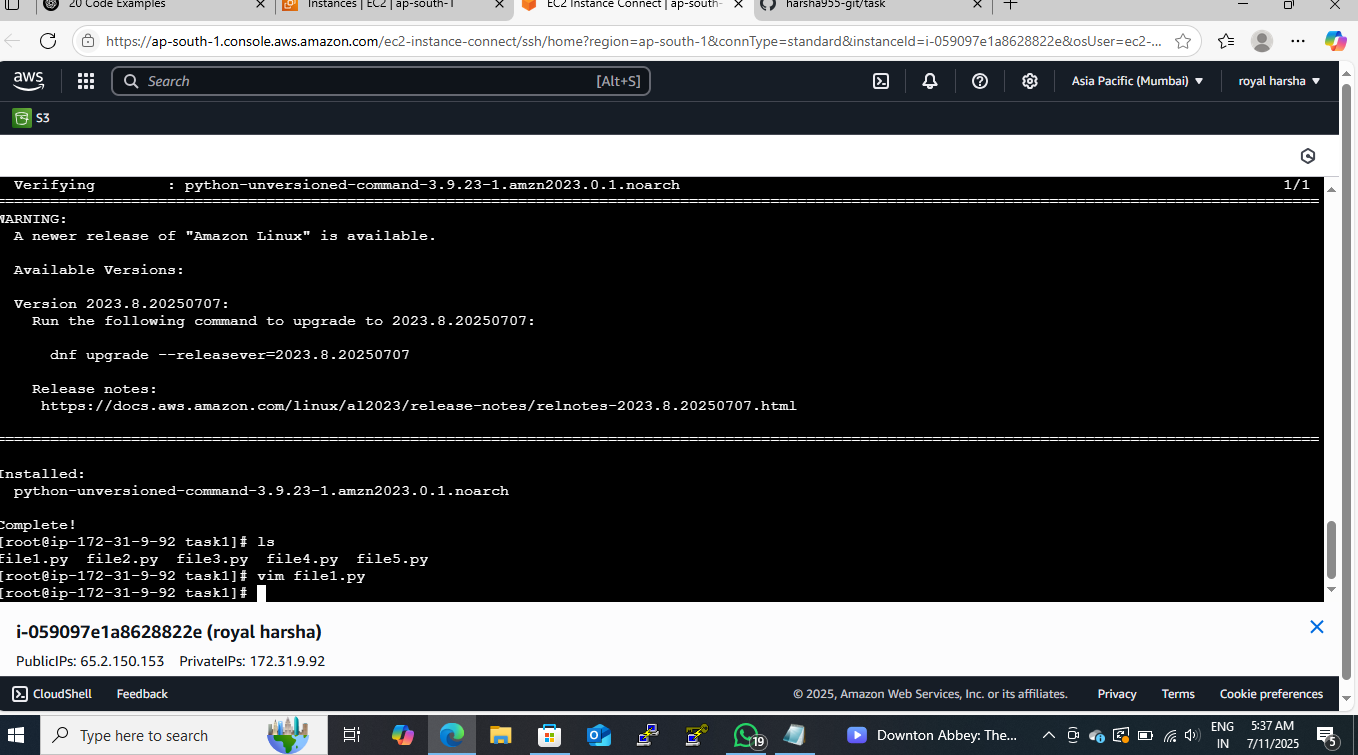 20 Code Examples
Instances | EC2 | ap-south-1
EC2 Instance Connect | ap-south-
harsha955-git/task
https://ap-south-1.console.aws.amazon.com/ec2-instance-connect/ssh/home?region=ap-south-1&connType=standard&instanceId=i-059097e1a8628822e&osUser=ec2-...
aws
Search [Alt+S]
Asia Pacific (Mumbai)
royal harsha
S3
Verifying : python-unversioned-command-3.9.23-1.amzn2023.0.1.noarch 1/1
================================================================================
WARNING:
A newer release of "Amazon Linux" is available.
Available Versions:
Version 2023.8.20250707:
Run the following command to upgrade to 2023.8.20250707:
dnf upgrade --releasever=2023.8.20250707
Release notes:
https://docs.aws.amazon.com/linux/al2023/release-notes/relnotes-2023.8.20250707.html
================================================================================
Installed:
python-unversioned-command-3.9.23-1.amzn2023.0.1.noarch
Complete!
[root@ip-172-31-9-92 task1]# ls
file1.py file2.py file3.py file4.py file5.py
[root@ip-172-31-9-92 task1]# vim file1.py
[root@ip-172-31-9-92 task1]#
i-059097e1a8628822e (royal harsha)
PublicIPs: 65.2.150.153 PrivateIPs: 172.31.9.92
CloudShell Feedback © 2025, Amazon Web Services, Inc. or its affiliates. Privacy Terms Cookie preferences
Type here to search
19
Downton Abbey: The...
ENG
IN
5:37 AM
7/11/2025
5